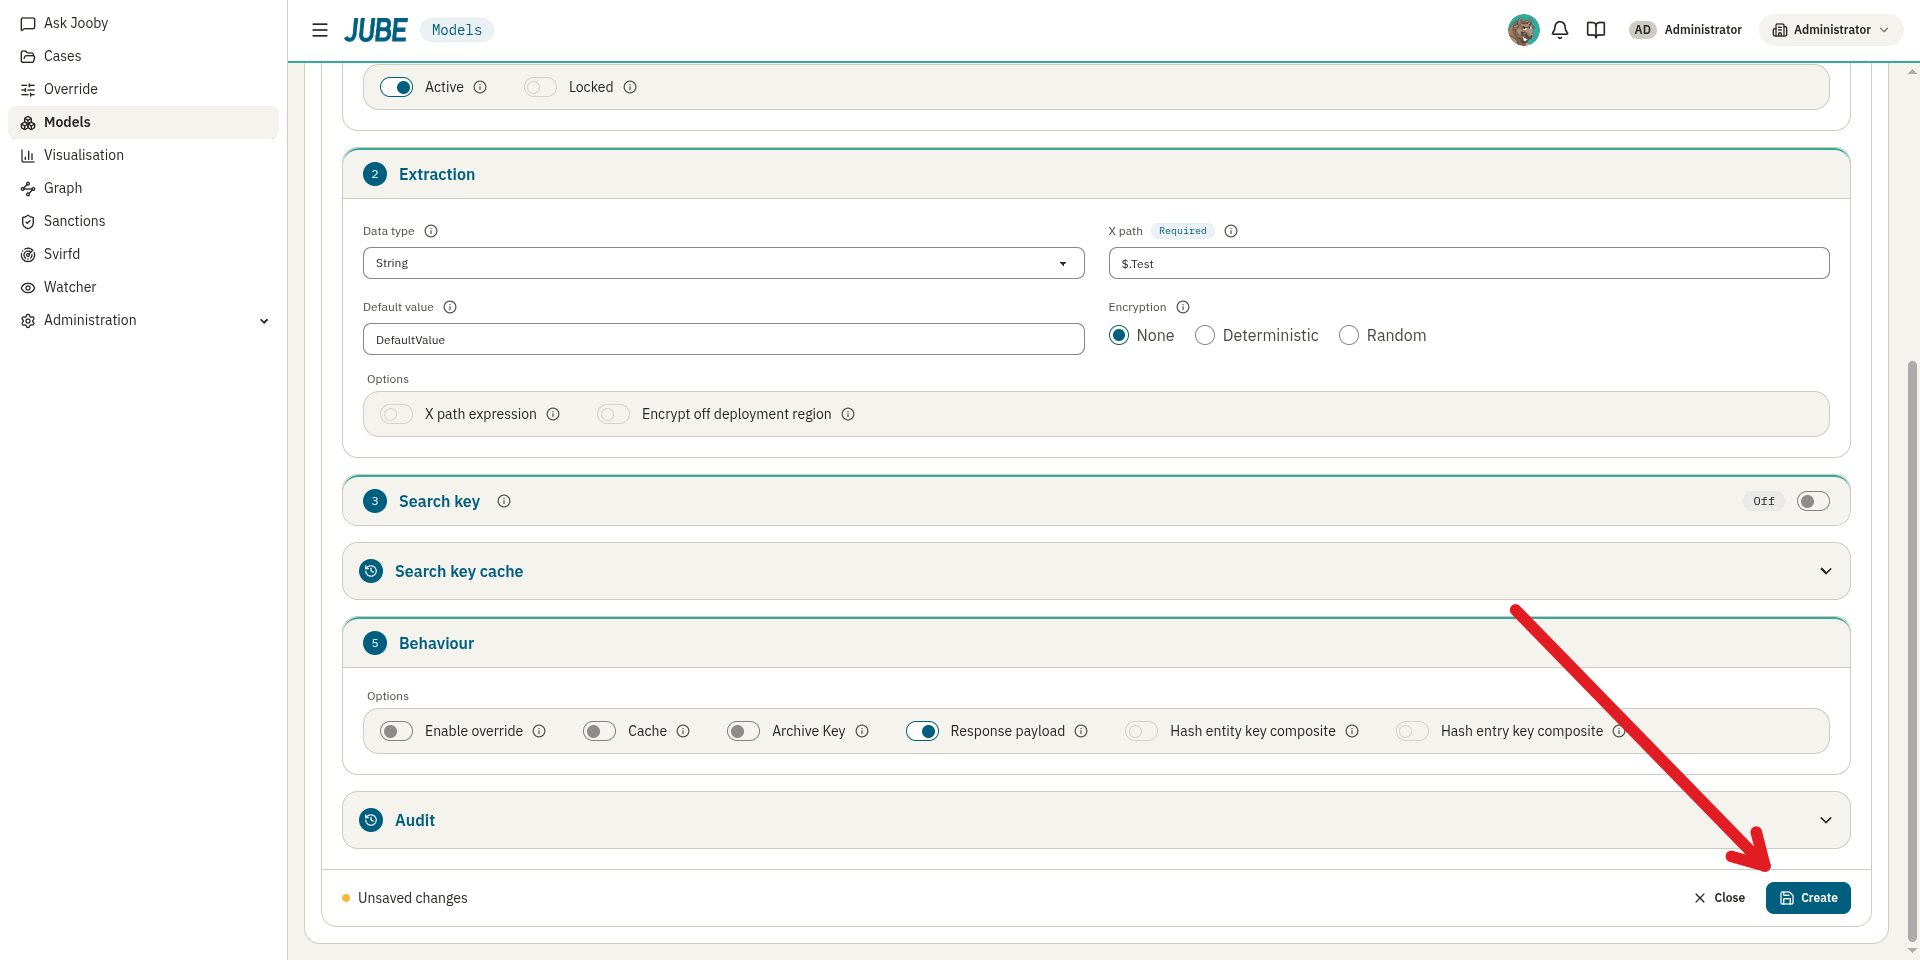 Ask Jooby
Cases
Override
Models
Visualisation
Graph
Sanctions
Svirfd
Watcher
Administration
JUBE
Models
AD Administrator
Administrator
Active
Locked
2 Extraction
Data type
X path Required
String
$.Test
Default value
Encryption
DefaultValue
None Deterministic Random
Options
X path expression
Encrypt off deployment region
3 Search key
Off
Search key cache
5 Behaviour
Options
Enable override
Cache
Archive Key
Response payload
Hash entity key composite
Hash entry key composite
Audit
Unsaved changes
Close
Create